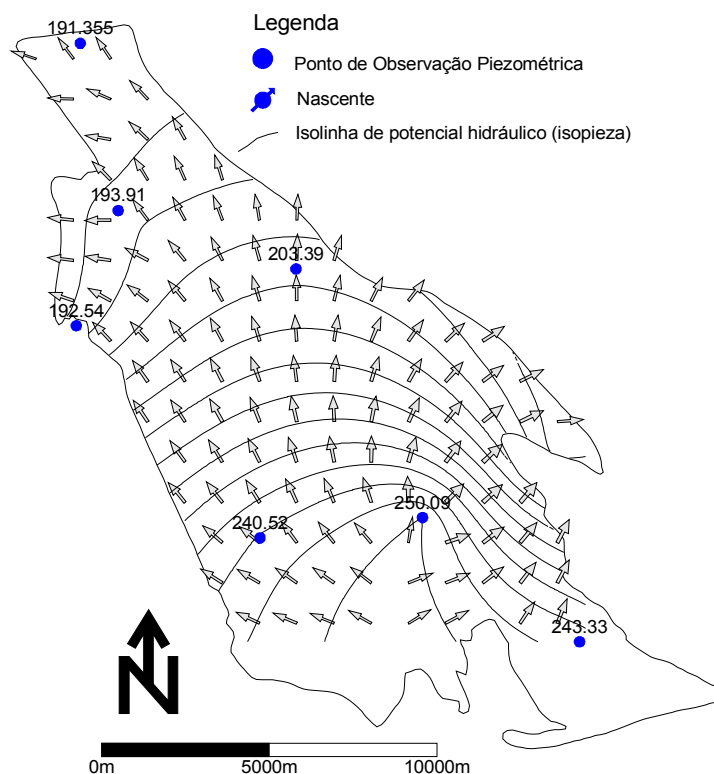 Legenda
191.355
Ponto de Observação Piezométrica
Nascente
Isolinha de potencial hidráulico (isopieza)
193.91
203.39
192.54
250.09
240.52
243.33
N
0m 5000m 10000m